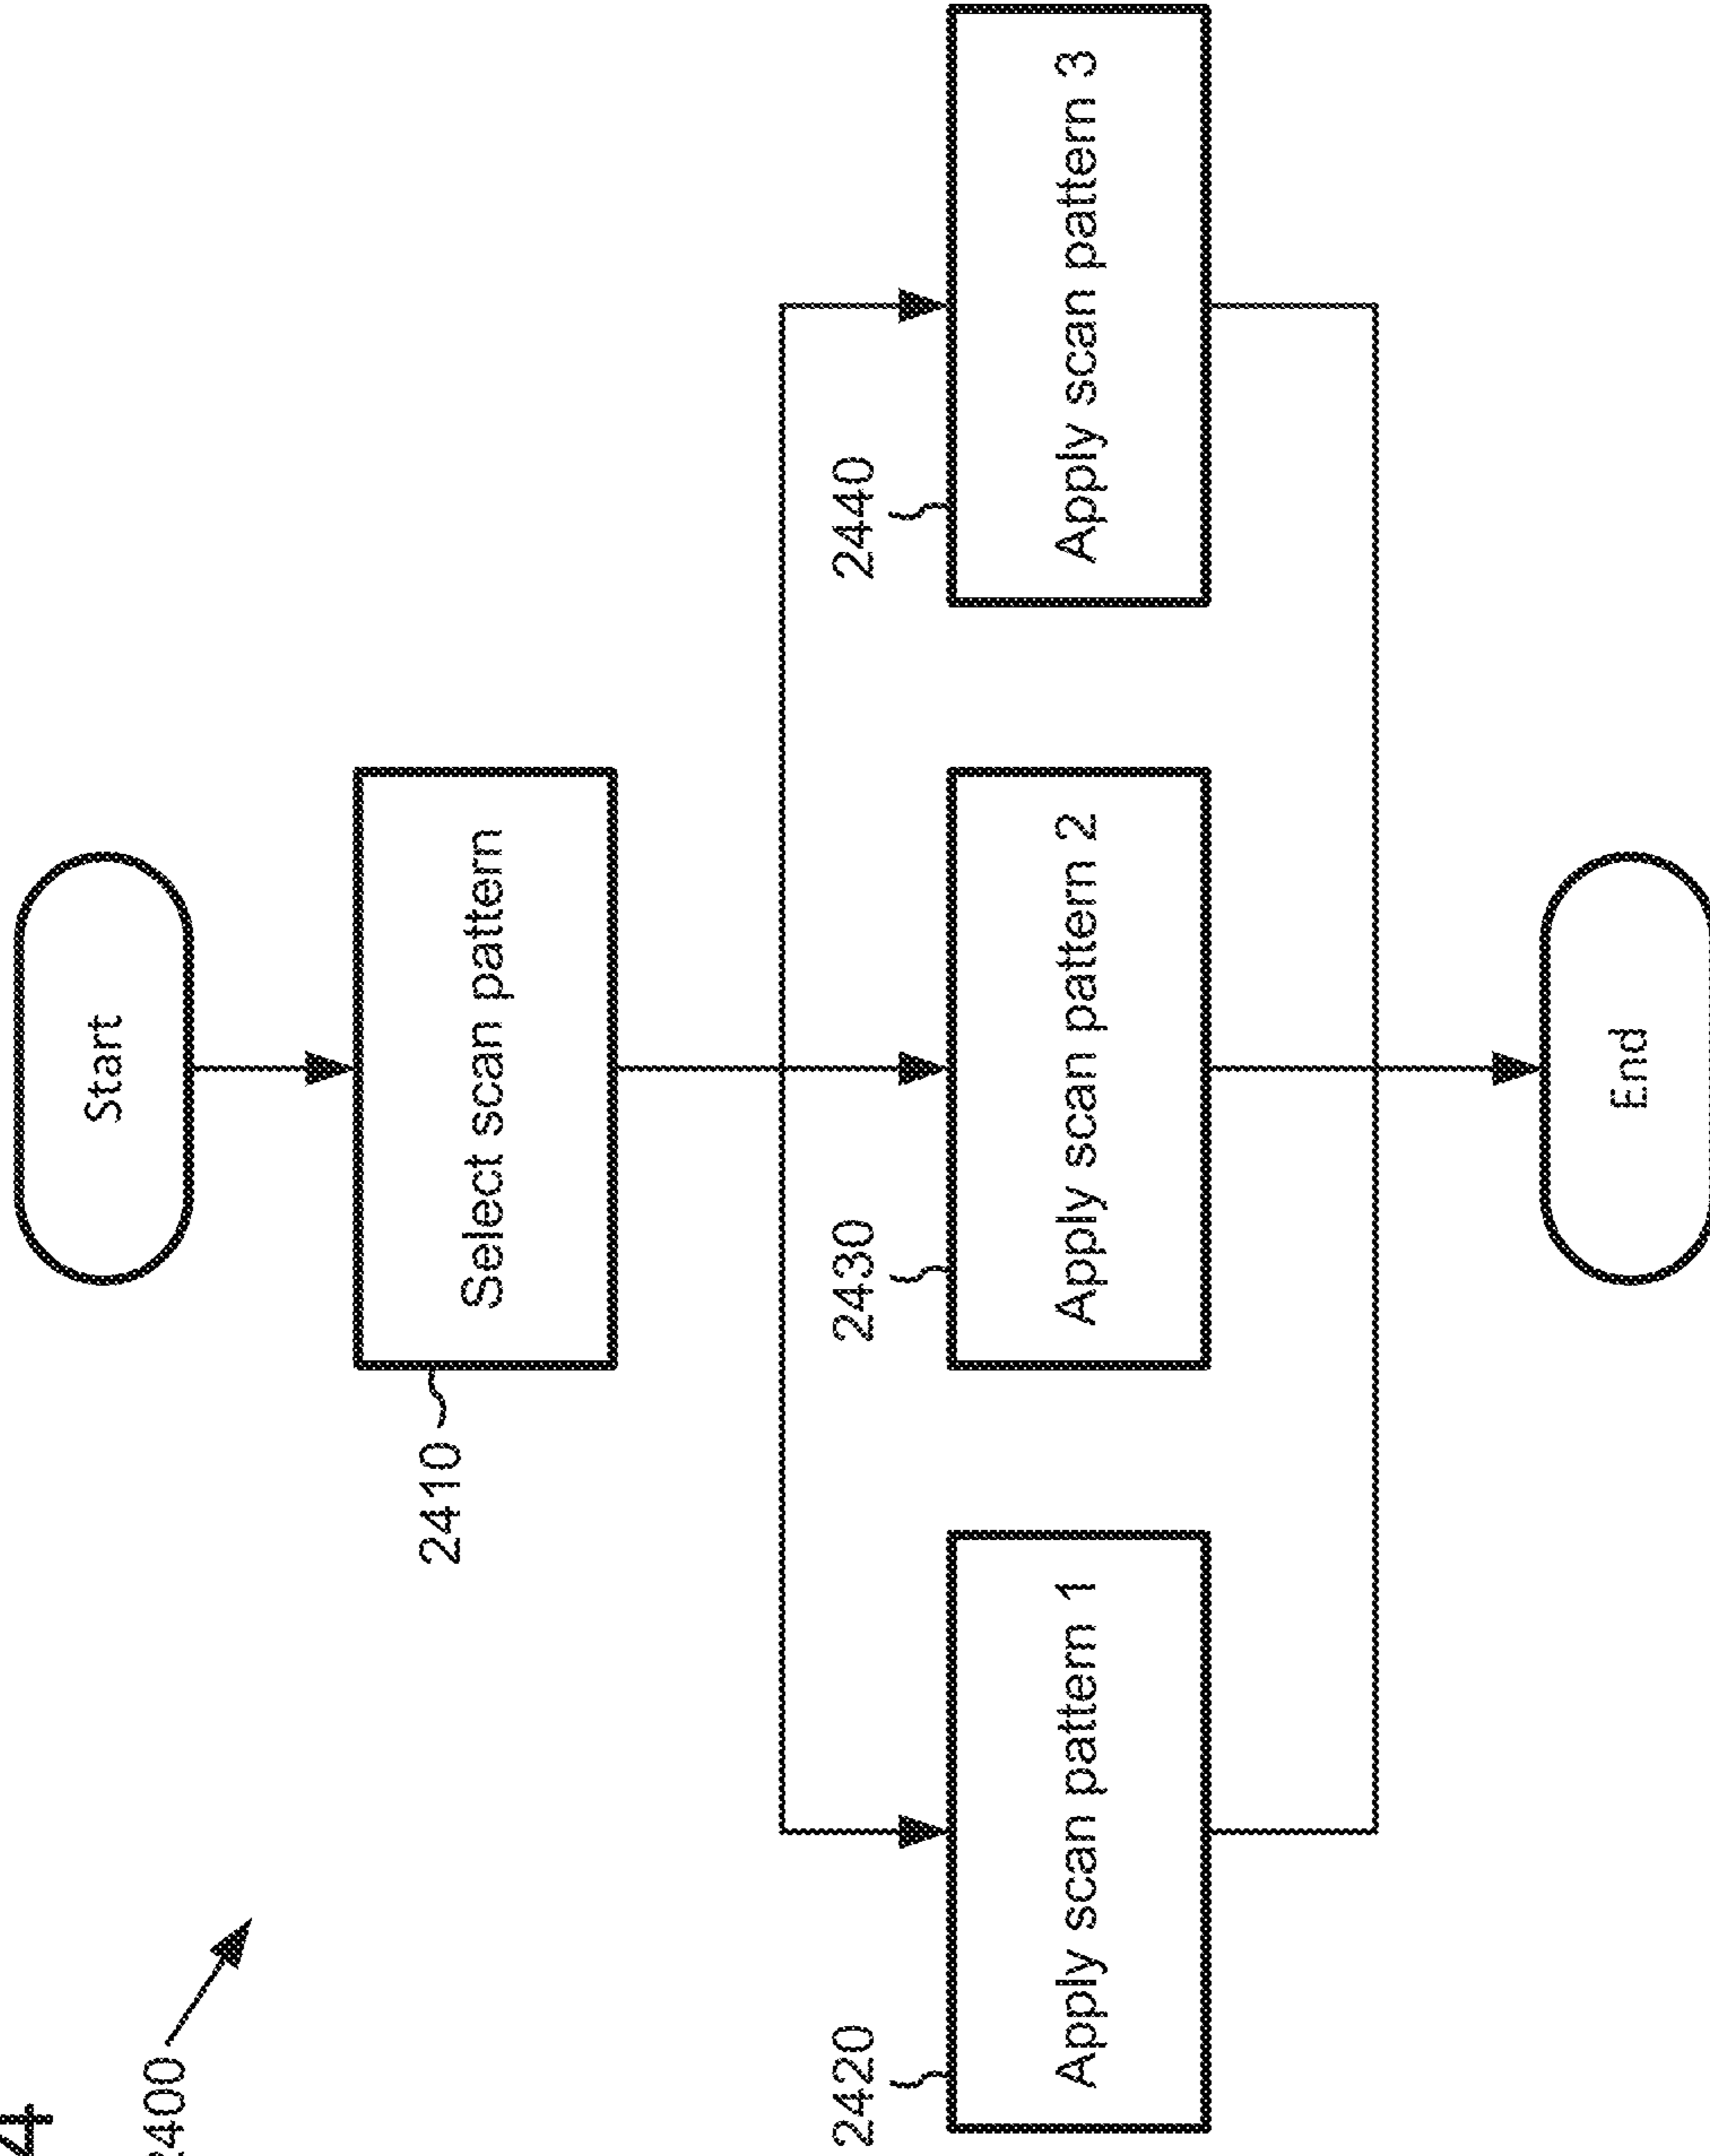 4
Start
2400
2410
Select scan pattern
2420
2430
2440
Apply scan pattern 1
Apply scan pattern 2
Apply scan pattern 3
End